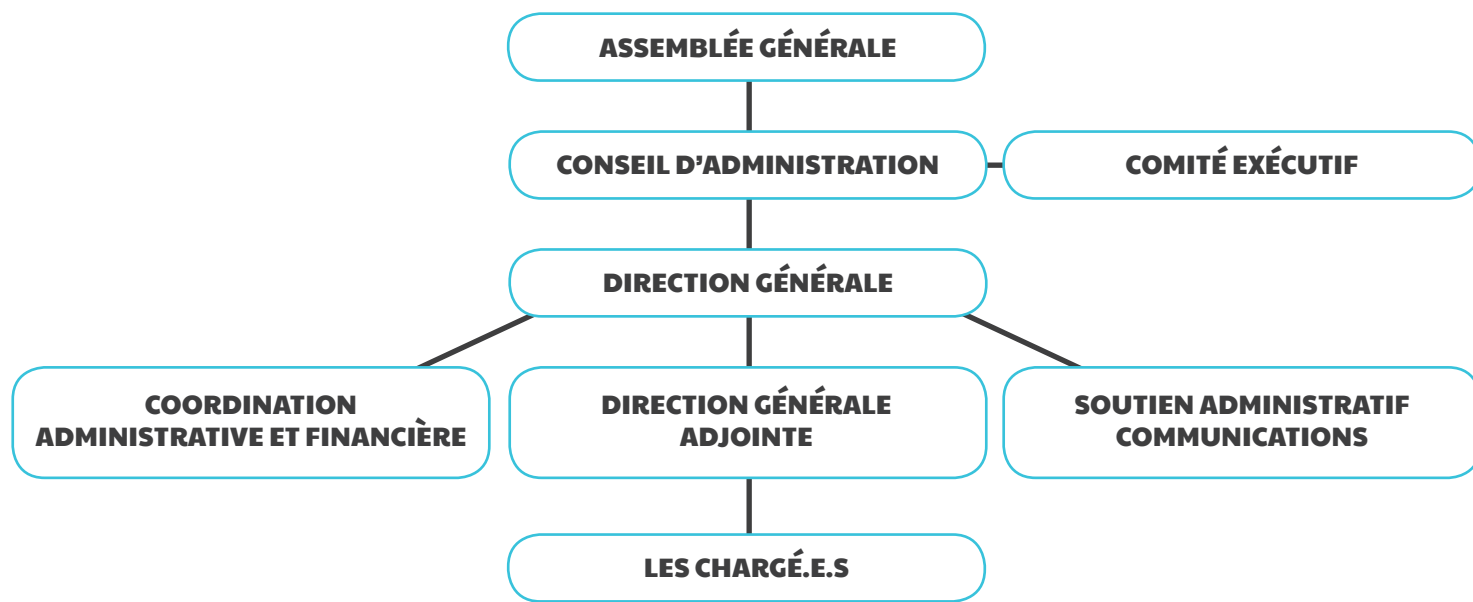 ASSEMBLÉE GÉNÉRALE
CONSEIL D’ADMINISTRATION
COMITÉ EXÉCUTIF
DIRECTION GÉNÉRALE
COORDINATION
ADMINISTRATIVE ET FINANCIÈRE
DIRECTION GÉNÉRALE
ADJOINTE
SOUTIEN ADMINISTRATIF
COMMUNICATIONS
LES CHARGÉ.E.S